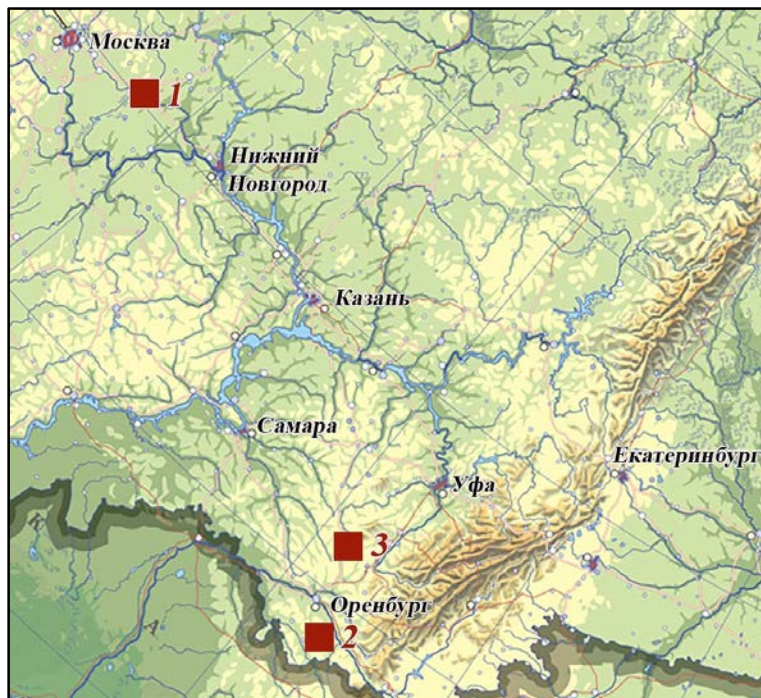 Москва
1
Нижний
Новгород
Казань
Самара
Екатеринбург
Уфа
3
Оренбург
2
К
А